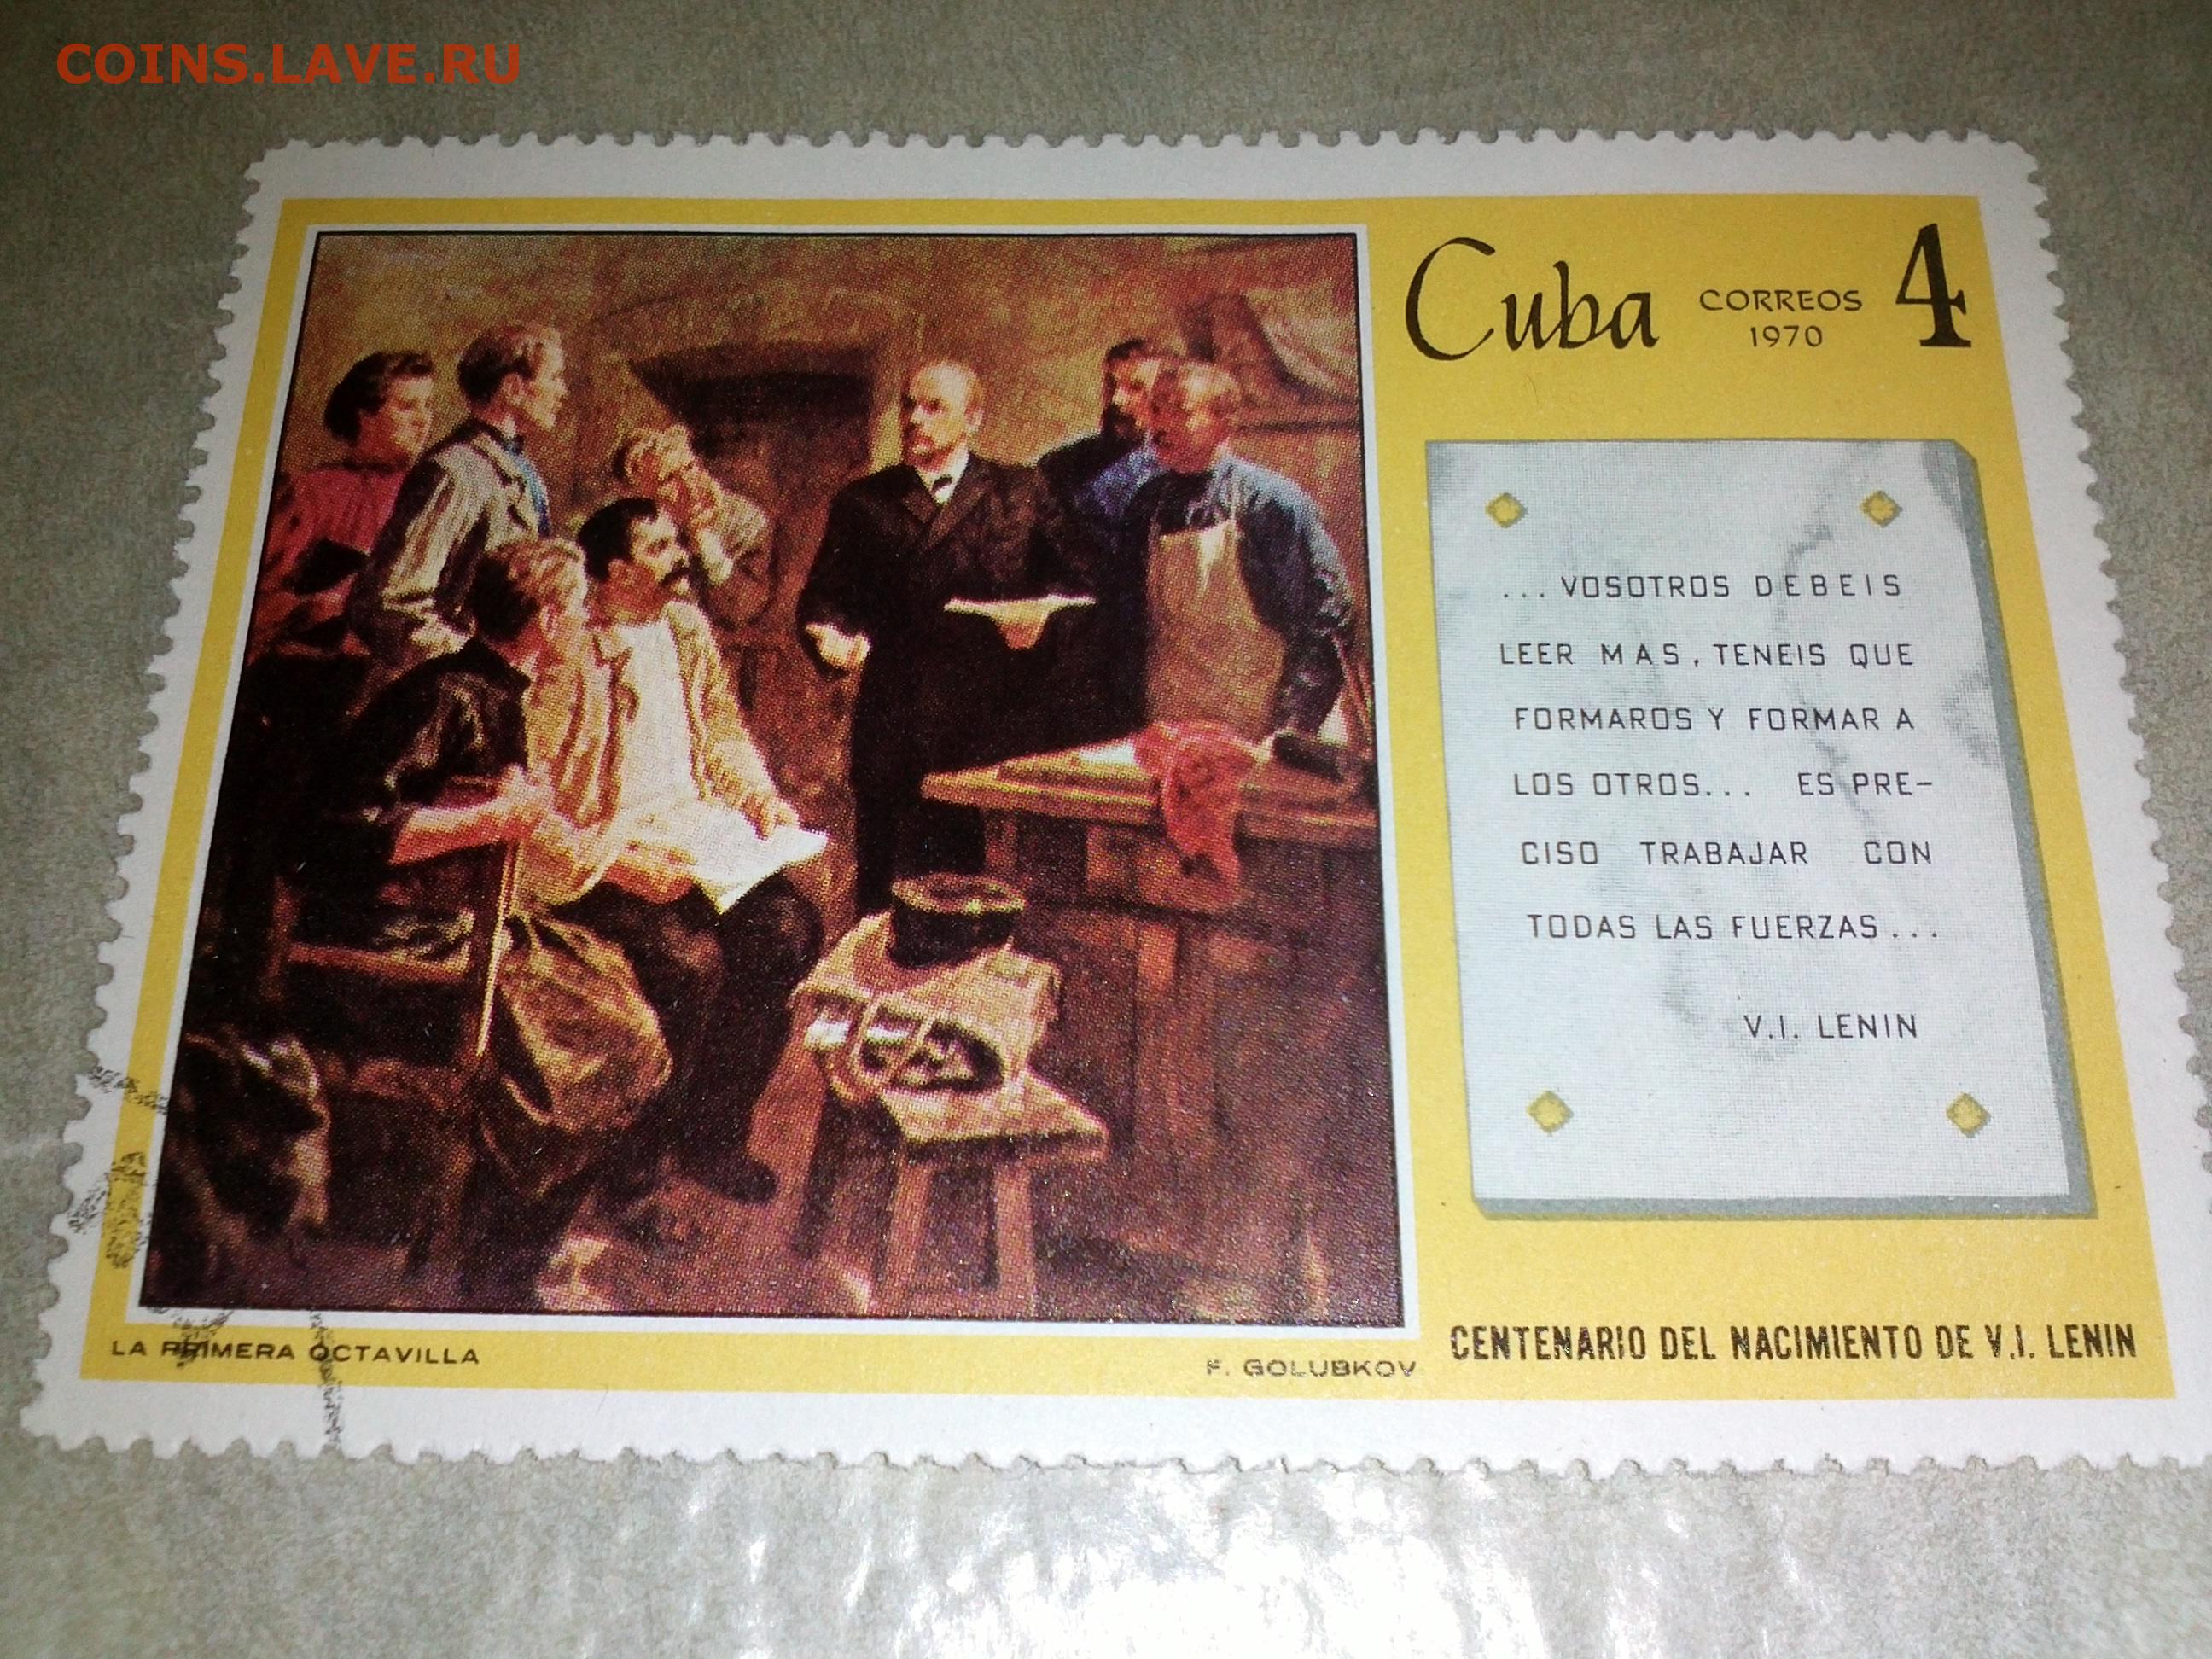 COINS.LAVE.RU
Cuba CORREOS 4
1970
...VOSOTROS DEBEIS
LEER MAS, TENEIS QUE
FORMAROS Y FORMAR A
LOS OTROS... ES PRE-
CISO TRABAJAR CON
TODAS LAS FUERZAS...
V.I. LENIN
LA PRIMERA OCTAVILLA
F. GOLUBKOV
CENTENARIO DEL NACIMIENTO DE V.I. LENIN